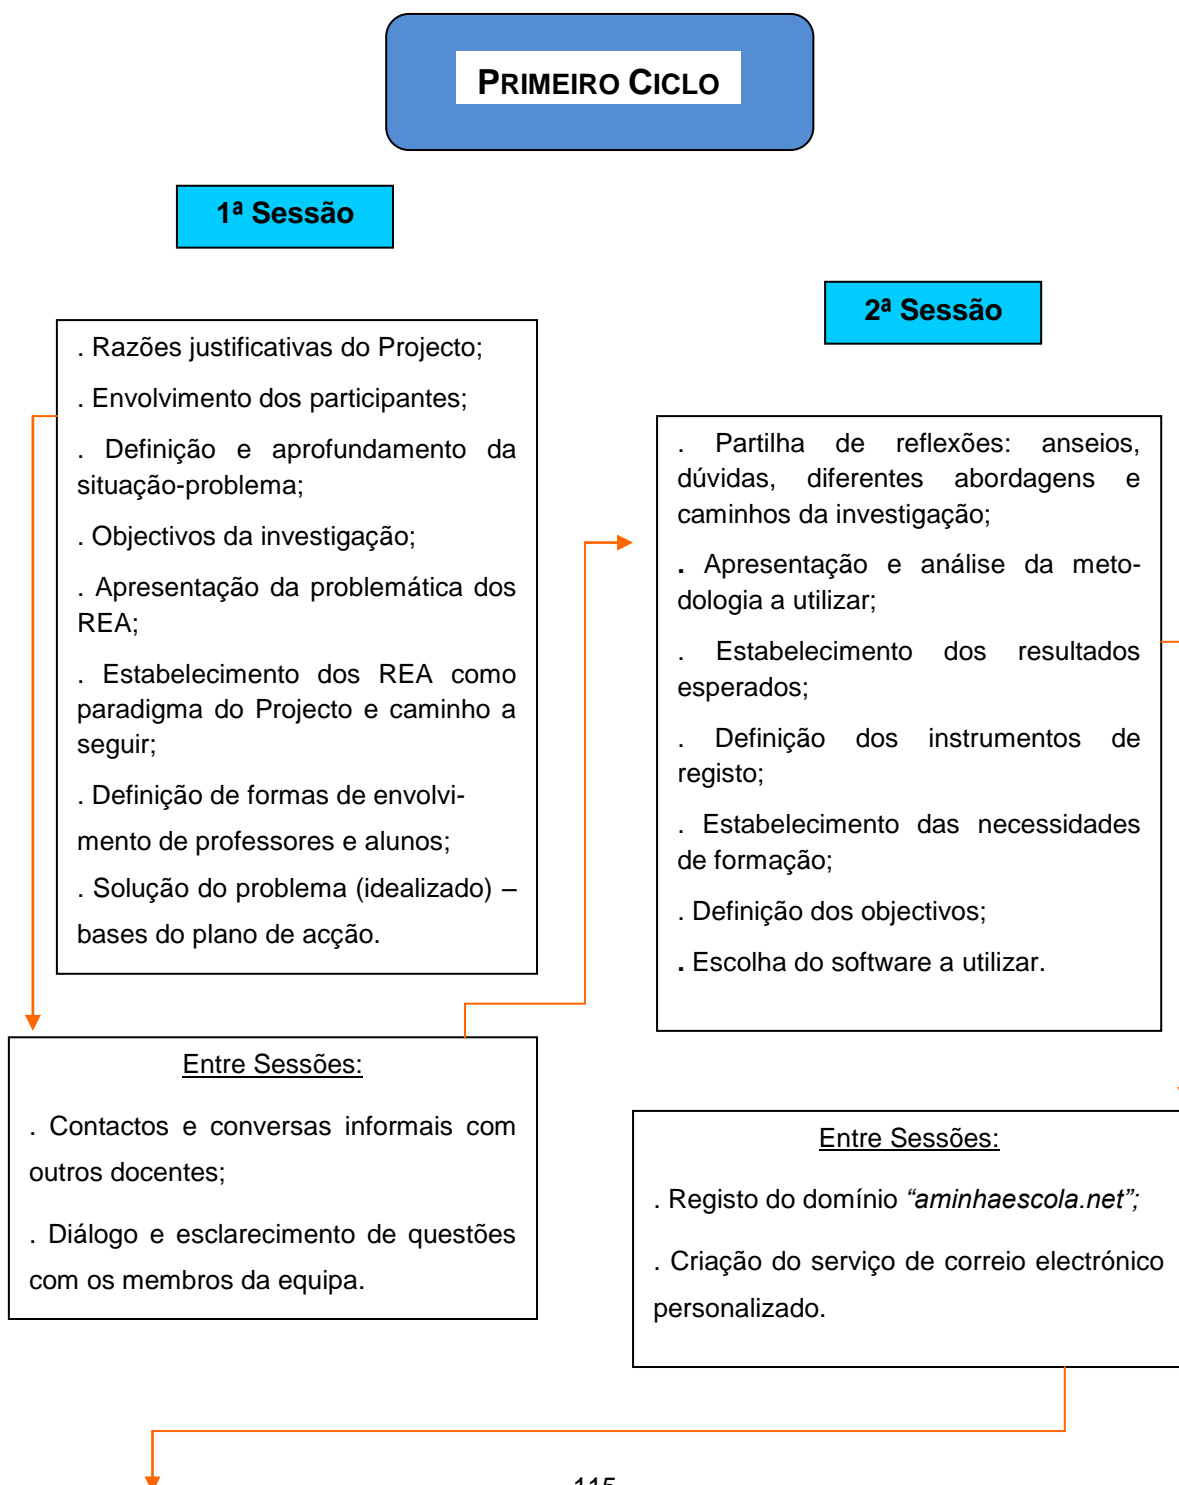 PRIMEIRO CICLO
1ª Sessão
. Razões justificativas do Projecto;
. Envolvimento dos participantes;
. Definição e aprofundamento da
situação-problema;
. Objectivos da investigação;
. Apresentação da problemática dos
REA;
. Estabelecimento dos REA como
paradigma do Projecto e caminho a
seguir;
. Definição de formas de envolvi-
mento de professores e alunos;
. Solução do problema (idealizado) –
bases do plano de acção.
Entre Sessões:
. Contactos e conversas informais com
outros docentes;
. Diálogo e esclarecimento de questões
com os membros da equipa.
2ª Sessão
. Partilha de reflexões: anseios,
dúvidas, diferentes abordagens e
caminhos da investigação;
. Apresentação e análise da meto-
dologia a utilizar;
. Estabelecimento dos resultados
esperados;
. Definição dos instrumentos de
registo;
. Estabelecimento das necessidades
de formação;
. Definição dos objectivos;
. Escolha do software a utilizar.
Entre Sessões:
. Registo do domínio “aminhaescola.net”;
. Criação do serviço de correio electrónico
personalizado.
115